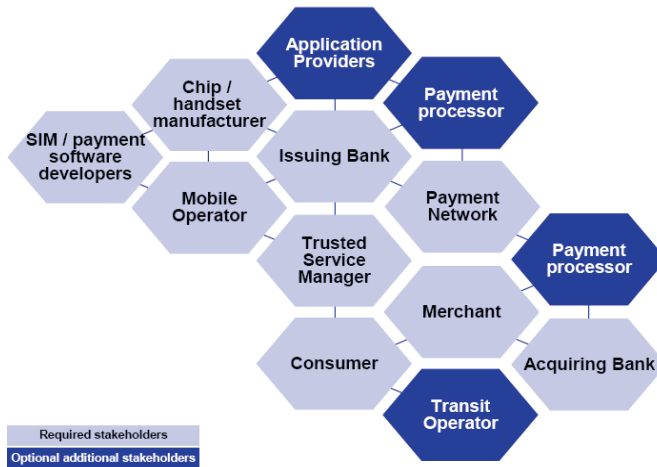 Application
Providers
Chip /
handset
manufacturer
Payment
processor
SIM / payment
software
developers
Issuing Bank
Mobile
Operator
Payment
Network
Trusted
Service
Manager
Payment
processor
Merchant
Consumer
Acquiring Bank
Transit
Operator
Required stakeholders
Optional additional stakeholders